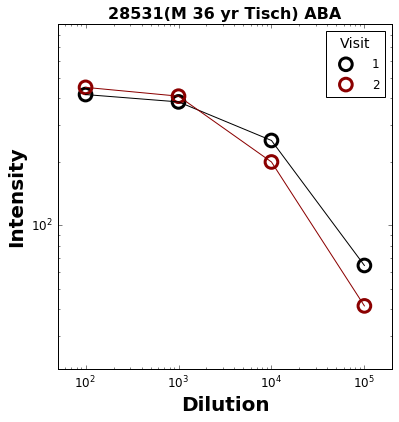 28531(M 36 yr Tisch) ABA
Visit
1
2
Intensity
10²
10² 10³ 10⁴ 10⁵
Dilution